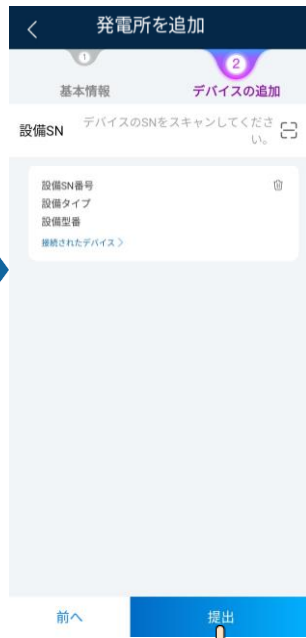 発電所を追加
1
2
基本情報
デバイスの追加
設備SN
デバイスのSNをスキャンしてくださ
い。
設備SN番号
設備タイプ
設備型番
接続されたデバイス
前へ
提出